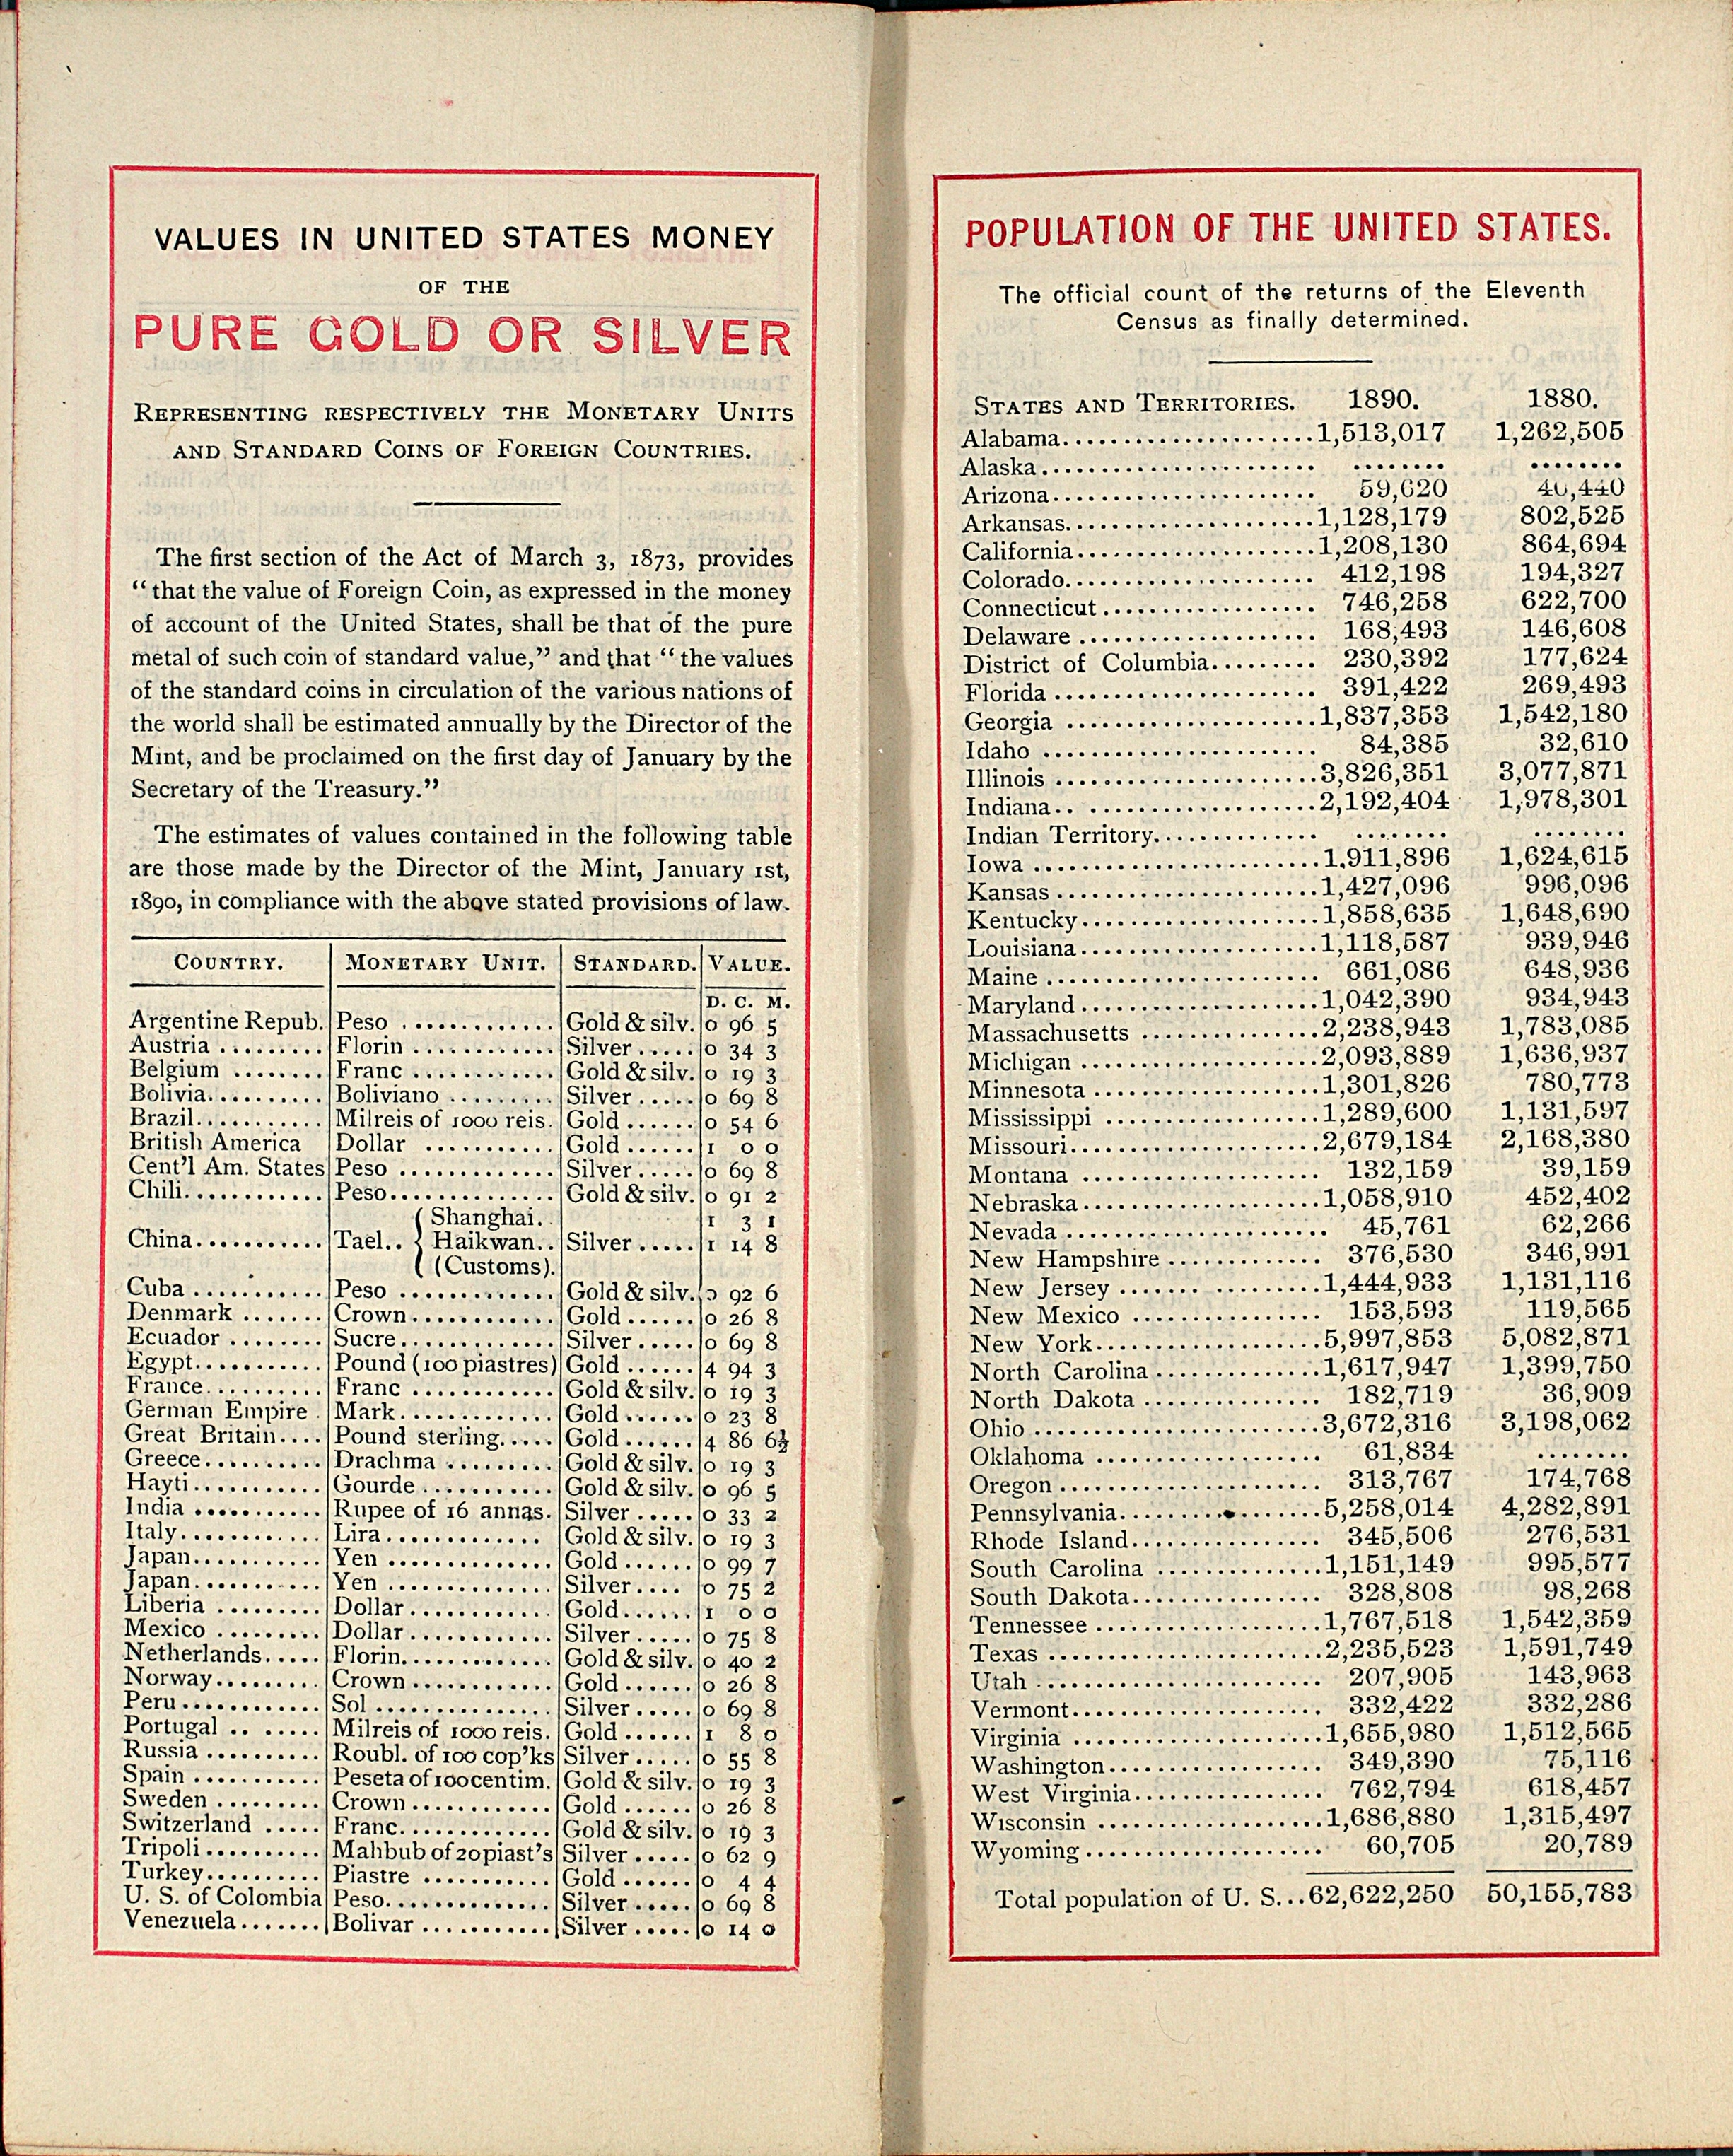 VALUES IN UNITED STATES MONEY
OF THE
PURE GOLD OR SILVER
REPRESENTING RESPECTIVELY THE MONETARY UNITS
AND STANDARD COINS OF FOREIGN COUNTRIES.
The first section of the Act of March 3, 1873, provides
“that the value of Foreign Coin, as expressed in the money
of account of the United States, shall be that of the pure
metal of such coin of standard value,” and that “the values
of the standard coins in circulation of the various nations of
the world shall be estimated annually by the Director of the
Mint, and be proclaimed on the first day of January by the
Secretary of the Treasury.”
The estimates of values contained in the following table
are those made by the Director of the Mint, January 1st,
1890, in compliance with the above stated provisions of law.
COUNTRY. MONETARY UNIT. STANDARD. VALUE.
D. C. M.
Argentine Repub. Peso ............ Gold & silv. 0 96 5
Austria ......... Florin ............ Silver ..... 0 34 3
Belgium ........ Franc ............ Gold & silv. 0 19 3
Bolivia.......... Boliviano ......... Silver ..... 0 69 8
Brazil........... Milreis of 1000 reis. Gold ...... 0 54 6
British America Dollar ........... Gold ...... 1 0 0
Cent'l Am. States Peso ............. Silver ..... 0 69 8
Chili............ Peso.............. Gold & silv. 0 91 2
Shanghai. 1 3 1
China........... Tael.. { Haikwan.. Silver ..... 1 14 8
(Customs).
Cuba ........... Peso ............. Gold & silv. 0 92 6
Denmark ....... Crown............ Gold ...... 0 26 8
Ecuador ........ Sucre............. Silver ..... 0 69 8
Egypt........... Pound (100 piastres) Gold ...... 4 94 3
France.......... Franc ............ Gold & silv. 0 19 3
German Empire . Mark............. Gold ...... 0 23 8
Great Britain.... Pound sterling..... Gold ...... 4 86 6½
Greece.......... Drachma ......... Gold & silv. 0 19 3
Hayti........... Gourde ........... Gold & silv. 0 96 5
India ........... Rupee of 16 annas. Silver ..... 0 33 2
Italy............ Lira............. Gold & silv. 0 19 3
Japan........... Yen .............. Gold ...... 0 99 7
Japan........... Yen .............. Silver.... 0 75 2
Liberia ......... Dollar............ Gold...... 1 0 0
Mexico ......... Dollar............ Silver ..... 0 75 8
Netherlands..... Florin............. Gold & silv. 0 40 2
Norway......... Crown............ Gold ...... 0 26 8
Peru ............ Sol ............... Silver ..... 0 69 8
Portugal .. ..... Milreis of 1000 reis. Gold ...... 1 8 0
Russia .......... Roubl. of 100 cop'ks Silver ..... 0 55 8
Spain ........... Peseta of 100 centim. Gold & silv. 0 19 3
Sweden ......... Crown............ Gold ...... 0 26 8
Switzerland ..... Franc............. Gold & silv. 0 19 3
Tripoli .......... Mahbub of 20 piast's Silver ..... 0 62 9
Turkey.......... Piastre ........... Gold ...... 0 4 4
U. S. of Colombia Peso.............. Silver ..... 0 69 8
Venezuela....... Bolivar ........... Silver ..... 0 14 0
POPULATION OF THE UNITED STATES.
The official count of the returns of the Eleventh
Census as finally determined.
STATES AND TERRITORIES. 1890. 1880.
Alabama.....................1,513,017 1,262,505
Alaska....................... ........ ........
Arizona...................... 59,620 40,440
Arkansas.....................1,128,179 802,525
California....................1,208,130 864,694
Colorado..................... 412,198 194,327
Connecticut.................. 746,258 622,700
Delaware .................... 168,493 146,608
District of Columbia......... 230,392 177,624
Florida ...................... 391,422 269,493
Georgia .....................1,837,353 1,542,180
Idaho ....................... 84,385 32,610
Illinois ......................3,826,351 3,077,871
Indiana.. ...................2,192,404 1,978,301
Indian Territory.............. ........ ........
Iowa ........................1.911,896 1,624,615
Kansas ......................1,427,096 996,096
Kentucky....................1,858,635 1,648,690
Louisiana....................1,118,587 939,946
Maine ....................... 661,086 648,936
Maryland....................1,042,390 934,943
Massachusetts ...............2,238,943 1,783,085
Michigan ....................2,093,889 1,636,937
Minnesota ...................1,301,826 780,773
Mississippi ..................1,289,600 1,131,597
Missouri.....................2,679,184 2,168,380
Montana .................... 132,159 39,159
Nebraska....................1,058,910 452,402
Nevada ...................... 45,761 62,266
New Hampshire ............. 376,530 346,991
New Jersey ....... .........1,444,933 1,131,116
New Mexico ................ 153,593 119,565
New York...................5,997,853 5,082,871
North Carolina ..............1,617,947 1,399,750
North Dakota ............... 182,719 36,909
Ohio ........................3,672,316 3,198,062
Oklahoma ................... 61,834 ........
Oregon ...................... 313,767 174,768
Pennsylvania.................5,258,014 4,282,891
Rhode Island................ 345,506 276,531
South Carolina ..............1,151,149 995,577
South Dakota................ 328,808 98,268
Tennessee ...................1,767,518 1,542,359
Texas .......................2,235,523 1,591,749
Utah ........................ 207,905 143,963
Vermont..................... 332,422 332,286
Virginia .....................1,655,980 1,512,565
Washington.................. 349,390 75,116
West Virginia................ 762,794 618,457
Wisconsin ...................1,686,880 1,315,497
Wyoming.................... 60,705 20,789
Total population of U. S...62,622,250 50,155,783